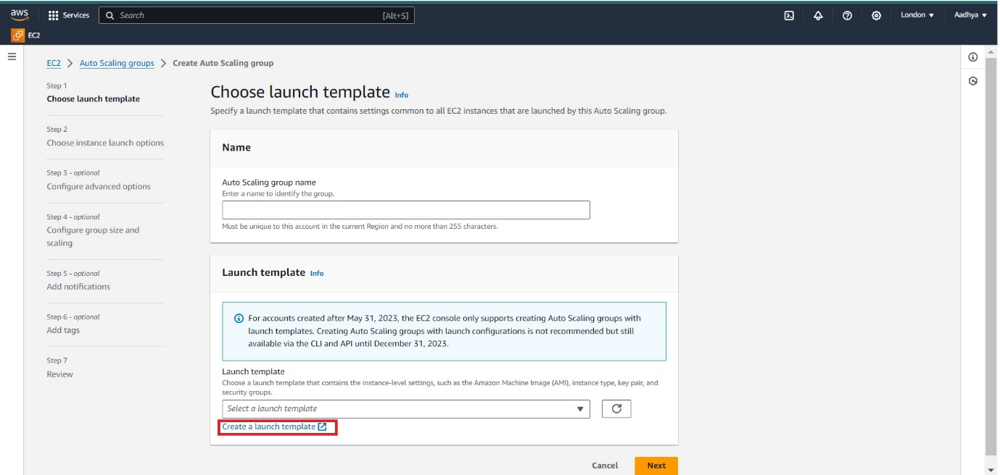 aws
Services
Search
[Alt+S]
London
Aadhya
EC2
EC2 > Auto Scaling groups > Create Auto Scaling group
Step 1
Choose launch template
Step 2
Choose instance launch options
Step 3 - optional
Configure advanced options
Step 4 - optional
Configure group size and
scaling
Step 5 - optional
Add notifications
Step 6 - optional
Add tags
Step 7
Review
Choose launch template Info
Specify a launch template that contains settings common to all EC2 instances that are launched by this Auto Scaling group.
Name
Auto Scaling group name
Enter a name to identify the group.
Must be unique to this account in the current Region and no more than 255 characters.
Launch template Info
For accounts created after May 31, 2023, the EC2 console only supports creating Auto Scaling groups with
launch templates. Creating Auto Scaling groups with launch configurations is not recommended but still
available via the CLI and API until December 31, 2023.
Launch template
Choose a launch template that contains the instance-level settings, such as the Amazon Machine Image (AMI), instance type, key pair, and
security groups.
Select a launch template
Create a launch template
Cancel
Next